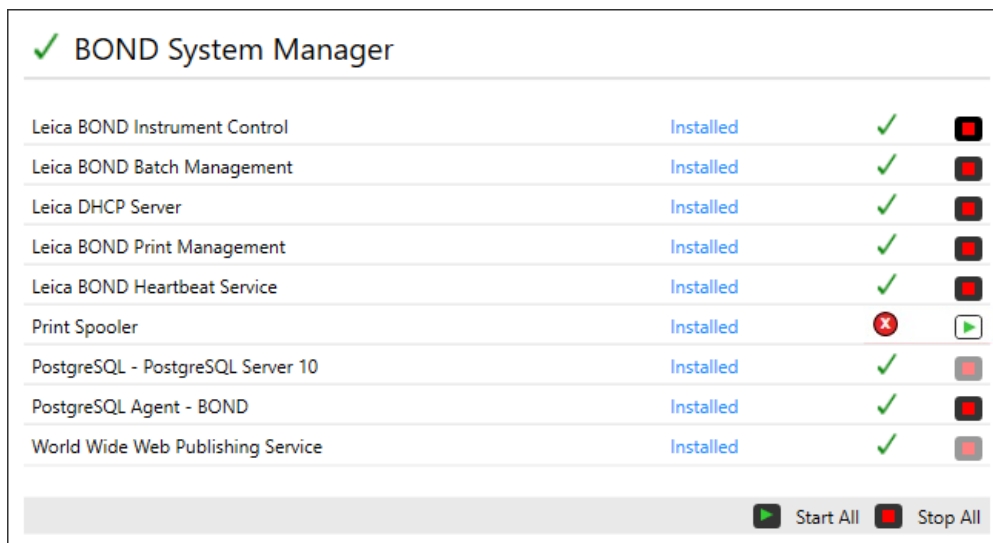 BOND System Manager
Leica BOND Instrument Control Installed
Leica BOND Batch Management Installed
Leica DHCP Server Installed
Leica BOND Print Management Installed
Leica BOND Heartbeat Service Installed
Print Spooler Installed
PostgreSQL - PostgreSQL Server 10 Installed
PostgreSQL Agent - BOND Installed
World Wide Web Publishing Service Installed
Start All Stop All